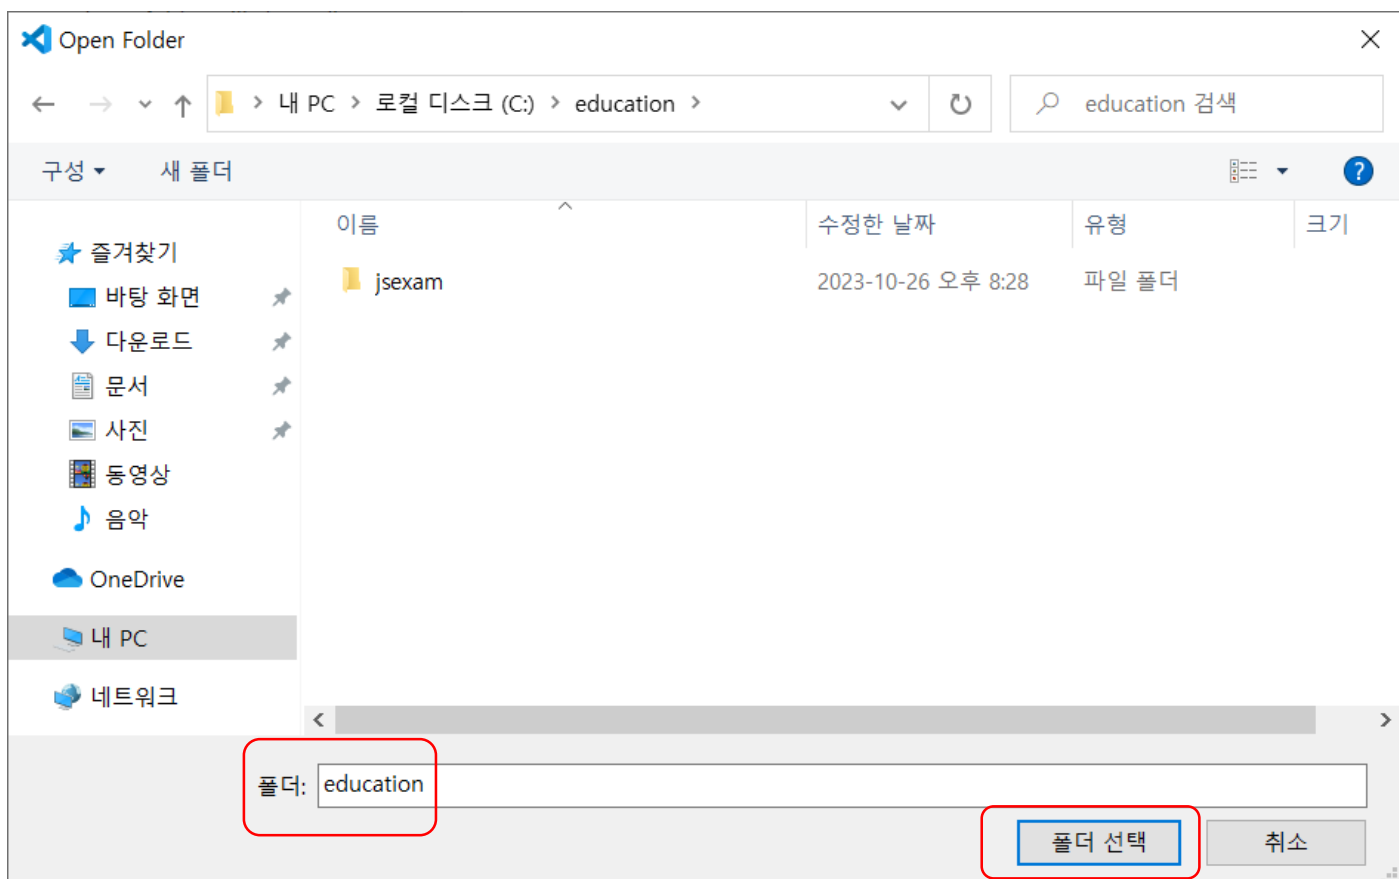 Open Folder
내 PC > 로컬 디스크 (C:) > education >
education 검색
구성
새 폴더
이름
수정한 날짜
유형
크기
jsexam
2023-10-26 오후 8:28
파일 폴더
즐겨찾기
바탕 화면
다운로드
문서
사진
동영상
음악
OneDrive
내 PC
네트워크
폴더: education
폴더 선택
취소